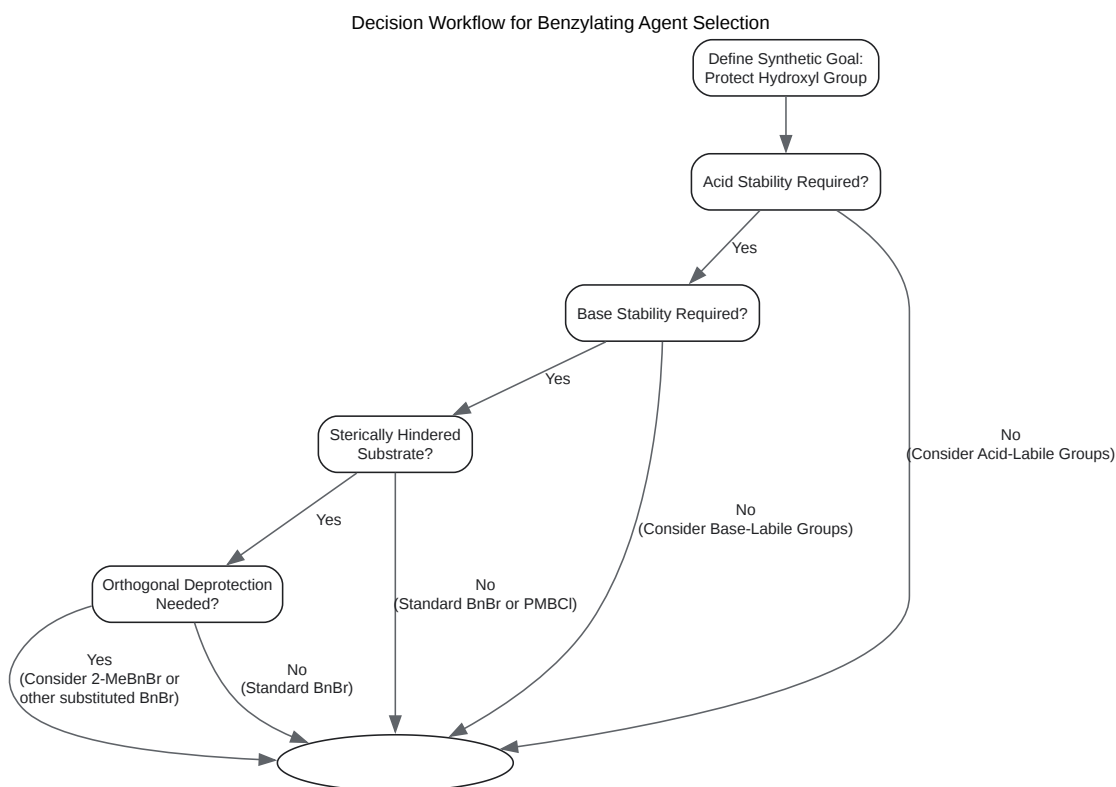 Decision Workflow for Benzylating Agent Selection
Define Synthetic Goal:
Protect Hydroxyl Group
Acid Stability Required?
Yes
Base Stability Required?
Yes
Sterically Hindered
Substrate?
No
(Consider Acid-Labile Groups)
Yes
No
(Consider Base-Labile Groups)
Orthogonal Deprotection
Needed?
No
(Standard BnBr or PMBCl)
Yes
(Consider 2-MeBnBr or
other substituted BnBr)
No
(Standard BnBr)